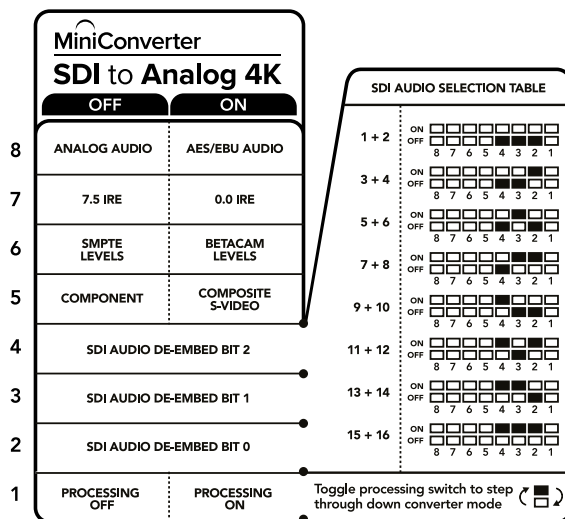 MiniConverter
SDI to Analog 4K
OFF ON
8 ANALOG AUDIO AES/EBU AUDIO
7 7.5 IRE 0.0 IRE
6 SMPTE LEVELS BETACAM LEVELS
5 COMPONENT COMPOSITE S-VIDEO
4 SDI AUDIO DE-EMBED BIT 2
3 SDI AUDIO DE-EMBED BIT 1
2 SDI AUDIO DE-EMBED BIT 0
1 PROCESSING OFF PROCESSING ON
SDI AUDIO SELECTION TABLE
1 + 2 ON
OFF
8 7 6 5 4 3 2 1
3 + 4 ON
OFF
8 7 6 5 4 3 2 1
5 + 6 ON
OFF
8 7 6 5 4 3 2 1
7 + 8 ON
OFF
8 7 6 5 4 3 2 1
9 + 10 ON
OFF
8 7 6 5 4 3 2 1
11 + 12 ON
OFF
8 7 6 5 4 3 2 1
13 + 14 ON
OFF
8 7 6 5 4 3 2 1
15 + 16 ON
OFF
8 7 6 5 4 3 2 1
Toggle processing switch to step
through down converter mode